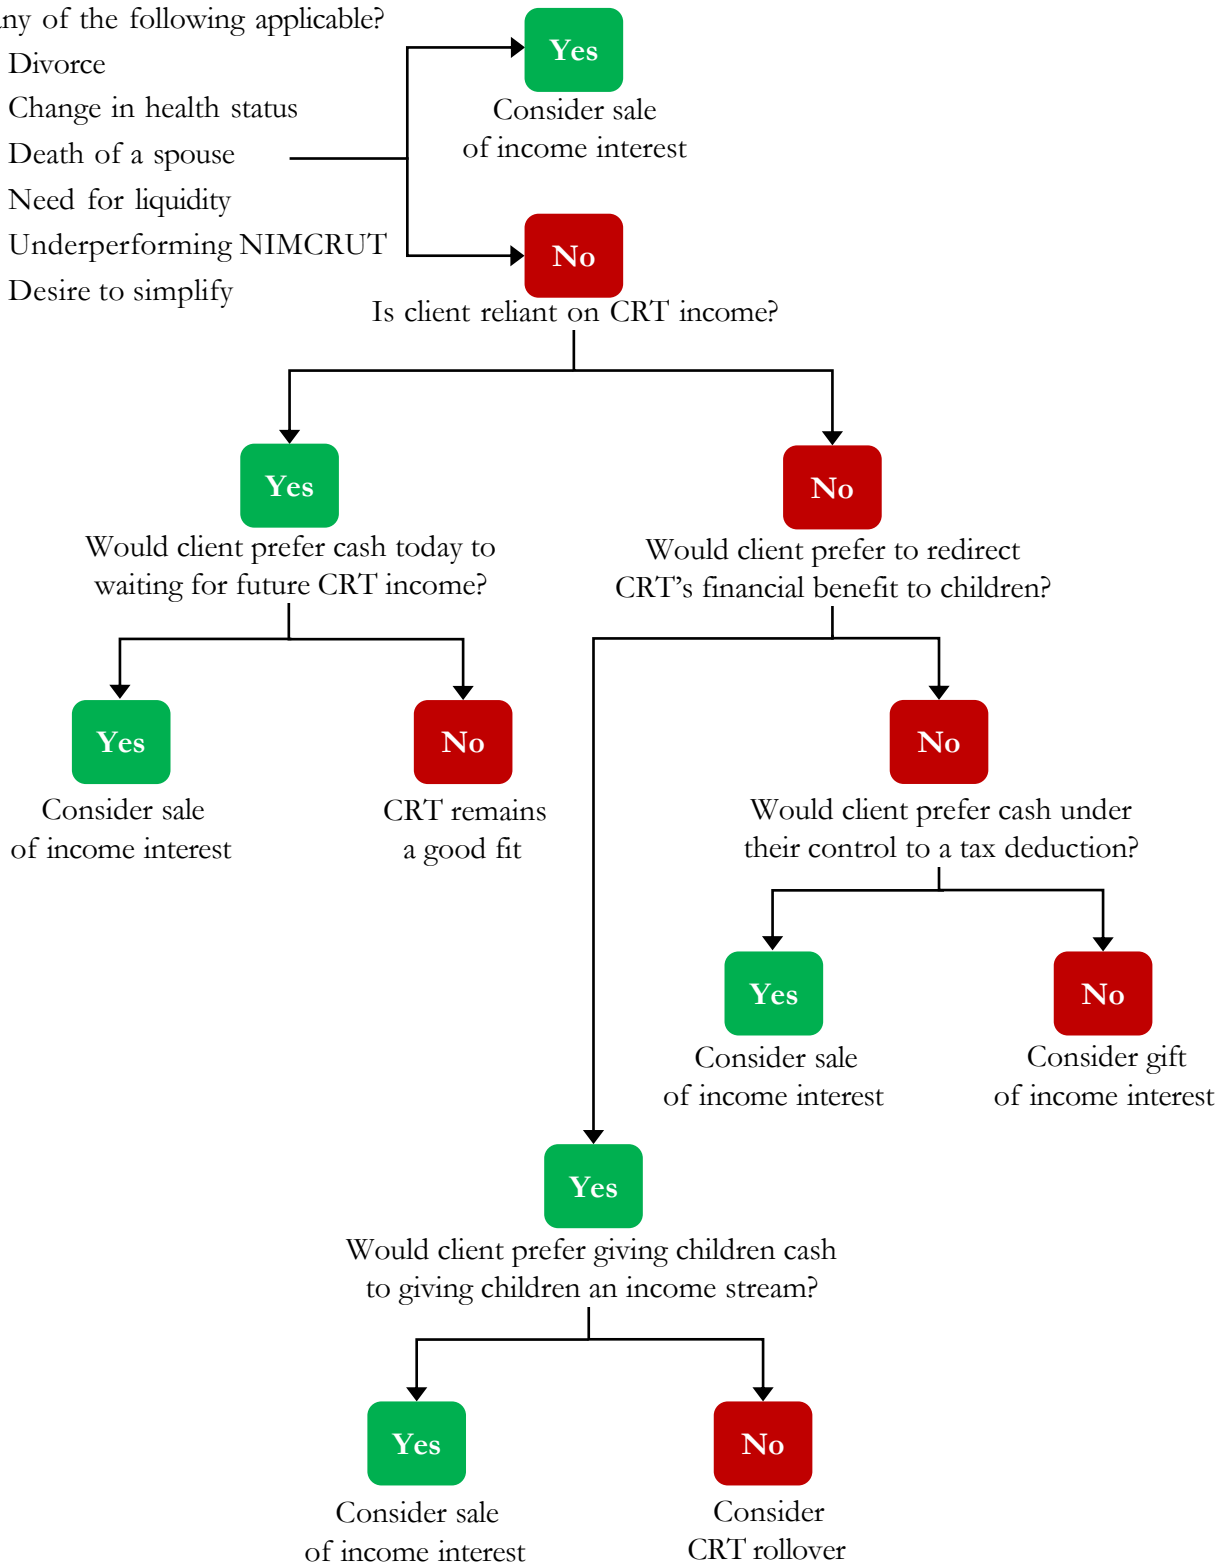 any of the following applicable?
Divorce
Change in health status
Death of a spouse
Need for liquidity
Underperforming NIMCRUT
Desire to simplify
Yes
Consider sale
of income interest
No
Is client reliant on CRT income?
Yes
Would client prefer cash today to
waiting for future CRT income?
No
Would client prefer to redirect
CRT’s financial benefit to children?
Yes
Consider sale
of income interest
No
CRT remains
a good fit
No
Would client prefer cash under
their control to a tax deduction?
Yes
Consider sale
of income interest
No
Consider gift
of income interest
Yes
Would client prefer giving children cash
to giving children an income stream?
Yes
Consider sale
of income interest
No
Consider
CRT rollover